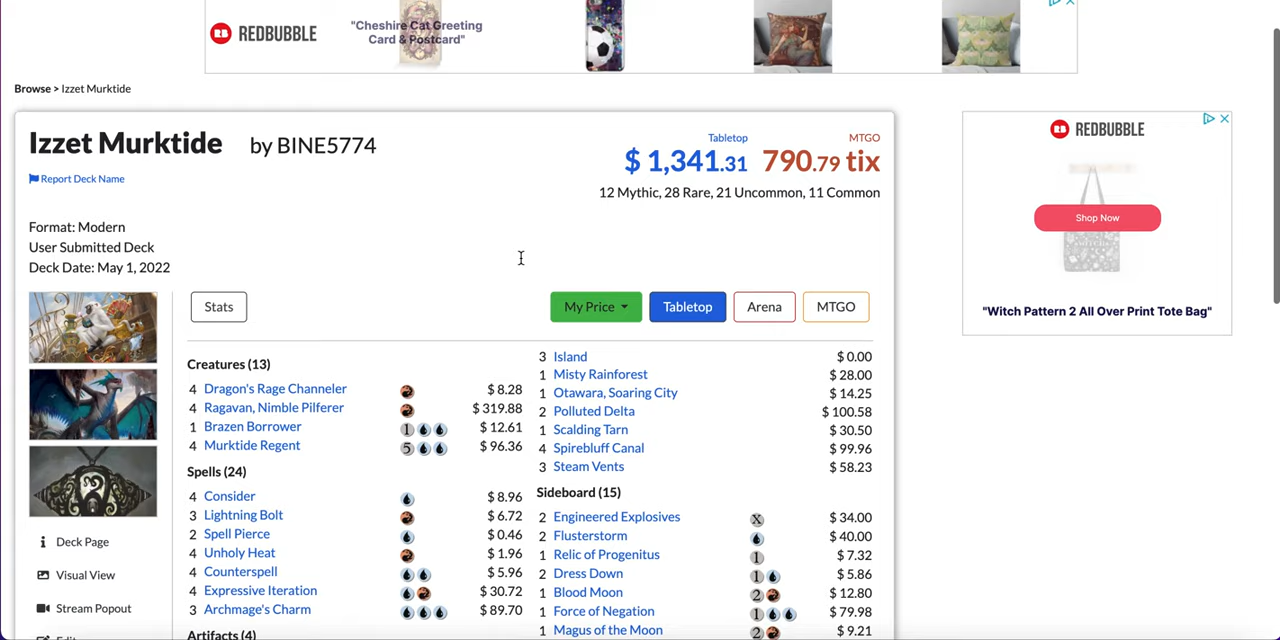 REDBUBBLE
"Cheshire Cat Greeting
Card & Postcard"
Browse > Izzet Murktide
Izzet Murktide by BINE5774
Report Deck Name
Tabletop MTGO
$ 1,341.31 790.79 tix
12 Mythic, 28 Rare, 21 Uncommon, 11 Common
Format: Modern
User Submitted Deck
Deck Date: May 1, 2022
Stats My Price Tabletop Arena MTGO
Creatures (13)
4 Dragon's Rage Channeler $ 8.28
4 Ragavan, Nimble Pilferer $ 319.88
1 Brazen Borrower 1 $ 12.61
4 Murktide Regent 5 $ 96.36
Spells (24)
4 Consider $ 8.96
3 Lightning Bolt $ 6.72
2 Spell Pierce $ 0.46
4 Unholy Heat $ 1.96
4 Counterspell $ 5.96
4 Expressive Iteration $ 30.72
3 Archmage's Charm $ 89.70
Artifacts (4)
3 Island $ 0.00
1 Misty Rainforest $ 28.00
1 Otawara, Soaring City $ 14.25
2 Polluted Delta $ 100.58
1 Scalding Tarn $ 30.50
4 Spirebluff Canal $ 99.96
3 Steam Vents $ 58.23
Sideboard (15)
2 Engineered Explosives X $ 34.00
2 Flusterstorm $ 40.00
1 Relic of Progenitus 1 $ 7.32
2 Dress Down 1 $ 5.86
1 Blood Moon 2 $ 12.80
1 Force of Negation 1 $ 79.98
1 Magus of the Moon 2 $ 9.21
Deck Page
Visual View
Stream Popout
Edit
REDBUBBLE
Shop Now
"Witch Pattern 2 All Over Print Tote Bag"